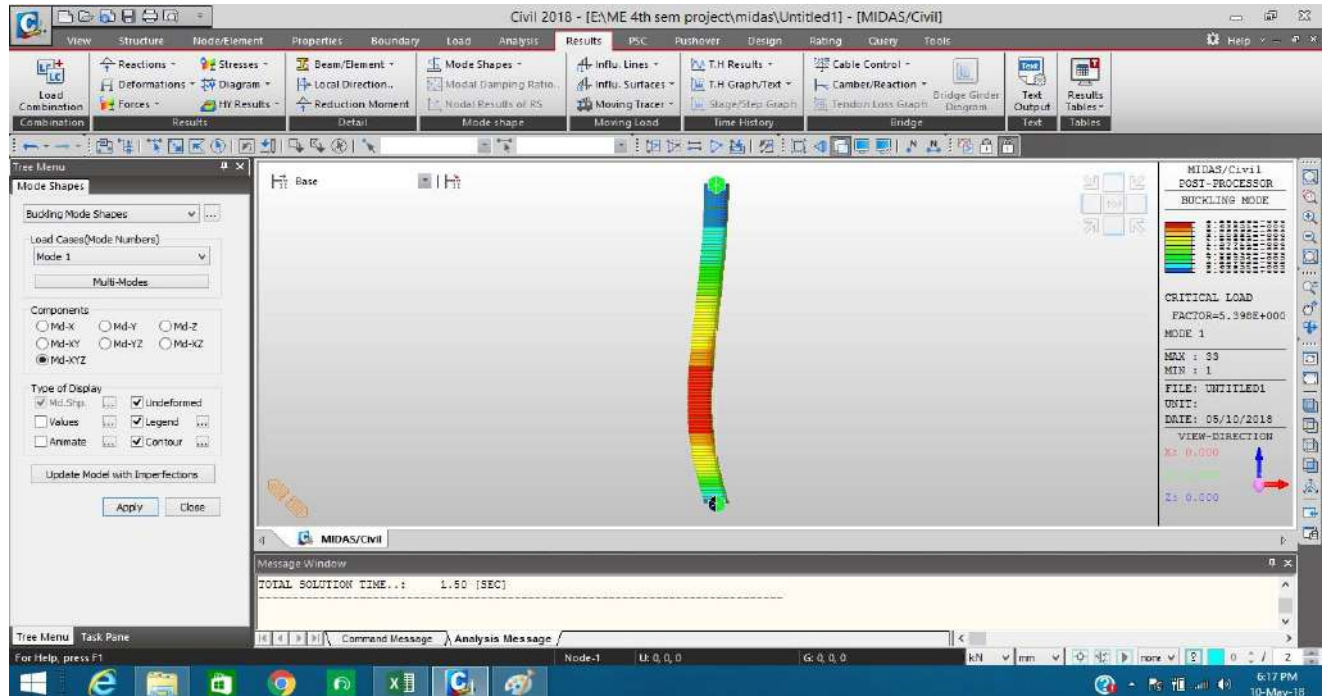 Civil 2018 - [E:\ME 4th sem project\midas\Untitled1] - [MIDAS/Civil]
View Structure Node/Element Properties Boundary Load Analysis Results PSC Pushover Design Rating Query Tools Help
Load Combination
Reactions
Deformations
Forces
Stresses
Diagram
HY Results
Beam/Element
Local Direction..
Reduction Moment
Mode Shapes
Modal Damping Ratio..
Nodal Results of RS
Influ. Lines
Influ. Surfaces
Moving Tracer
T.H Results
T.H Graph/Text
Stage/Step Graph
Cable Control
Camber/Reaction
Tendon Loss Graph
Bridge Girder Diagram
Text Output
Results Tables
Combination Results Detail Mode shape Moving Load Time History Bridge Text Tables
Tree Menu
Mode Shapes
Buckling Mode Shapes ...
Load Cases(Mode Numbers)
Mode 1
Multi-Modes
Components
Md-X Md-Y Md-Z
Md-XY Md-YZ Md-XZ
Md-XYZ
Type of Display
Md.Shp. ... Undeformed
Values ... Legend ...
Animate ... Contour ...
Update Model with Imperfections
Apply Close
Tree Menu Task Pane
Base
MIDAS/Civil
POST-PROCESSOR
BUCKLING MODE
CRITICAL LOAD
FACTOR=5.398E+000
MODE 1
MAX : 33
MIN : 1
FILE: UNTITLED1
UNIT:
DATE: 05/10/2018
VIEW-DIRECTION
X: 0.000
Z: 0.000
MIDAS/Civil
Message Window
TOTAL SOLUTION TIME..: 1.50 [SEC]
Command Message Analysis Message
For Help, press F1 Node-1 U: 0, 0, 0 G: 0, 0, 0 kN mm none 0 / 2
6:17 PM
10-May-18